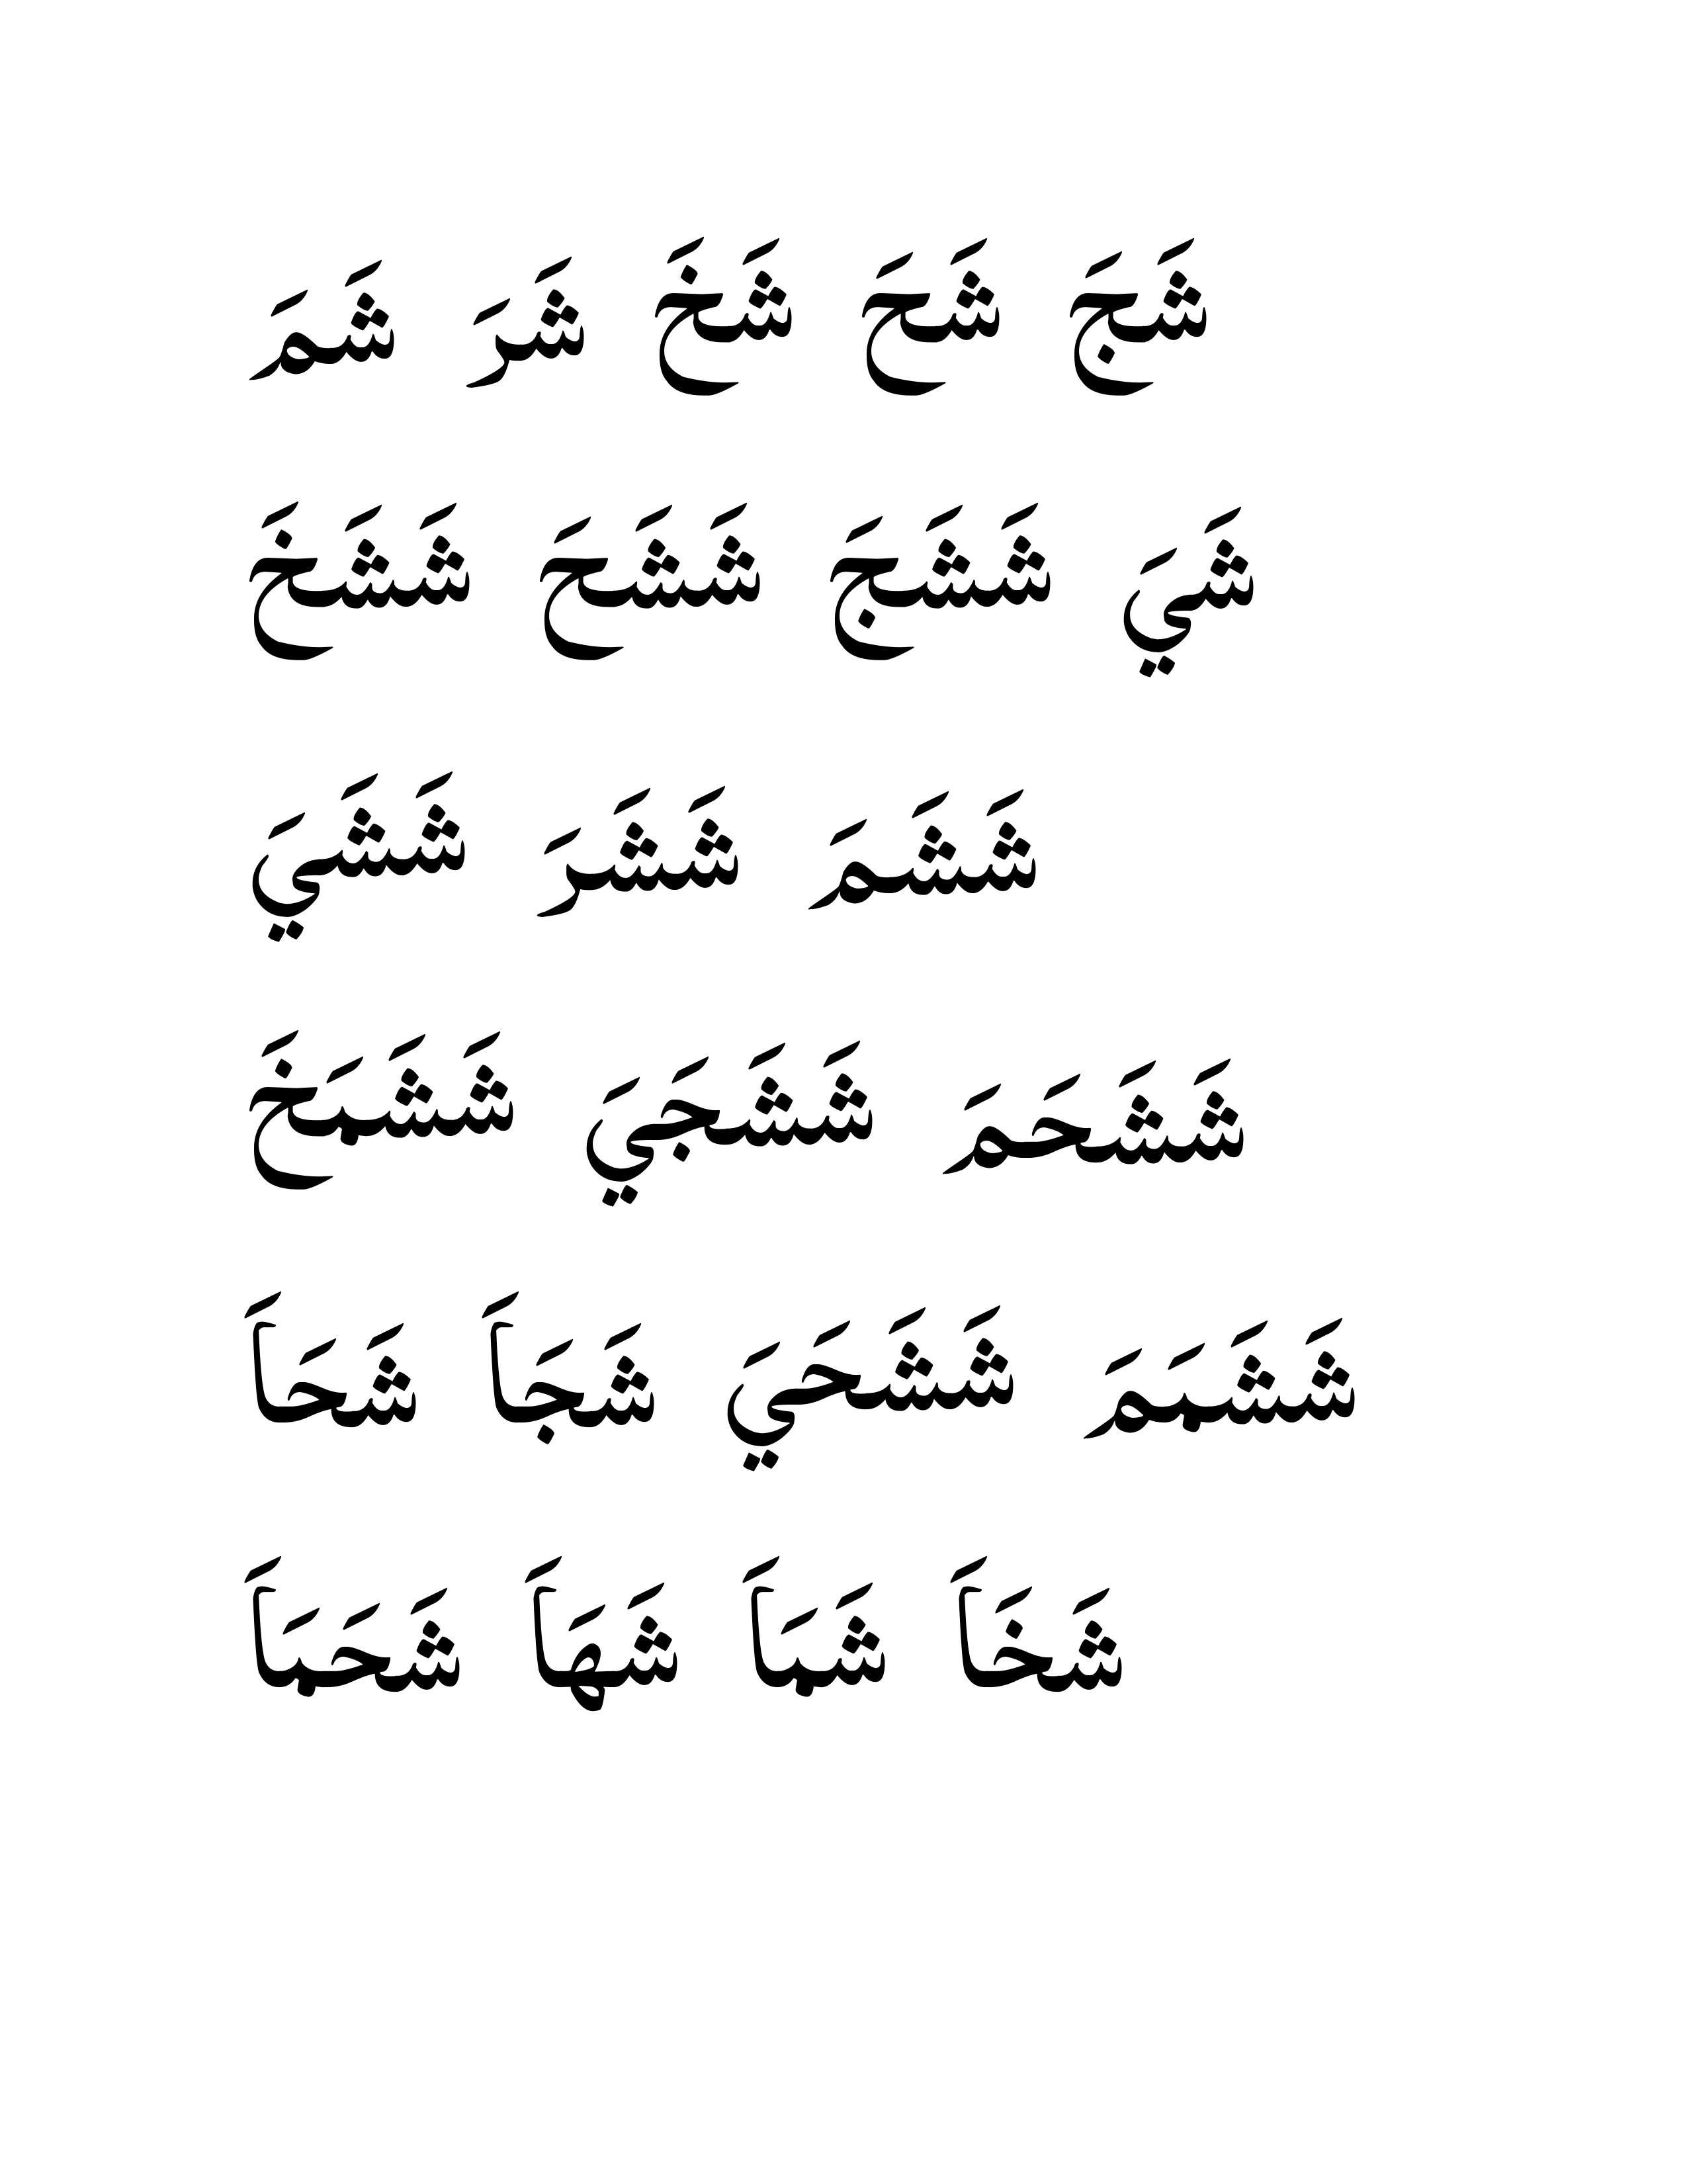 شَجَ شَحَ شَخَ شَرَ شَمَ
شَيَ شَشَجَ شَشَحَ شَشَخَ
شَشَمَ شَشَرَ شَشَيَ
شَشَحَمَ شَشَجَيَ شَشَمَخَ
شَشَمَمَ شَشَحَيَ شَجَاَ شَحَاَ
شَخَاَ شَمَاَ شَهَاَ شَحَمَاَ